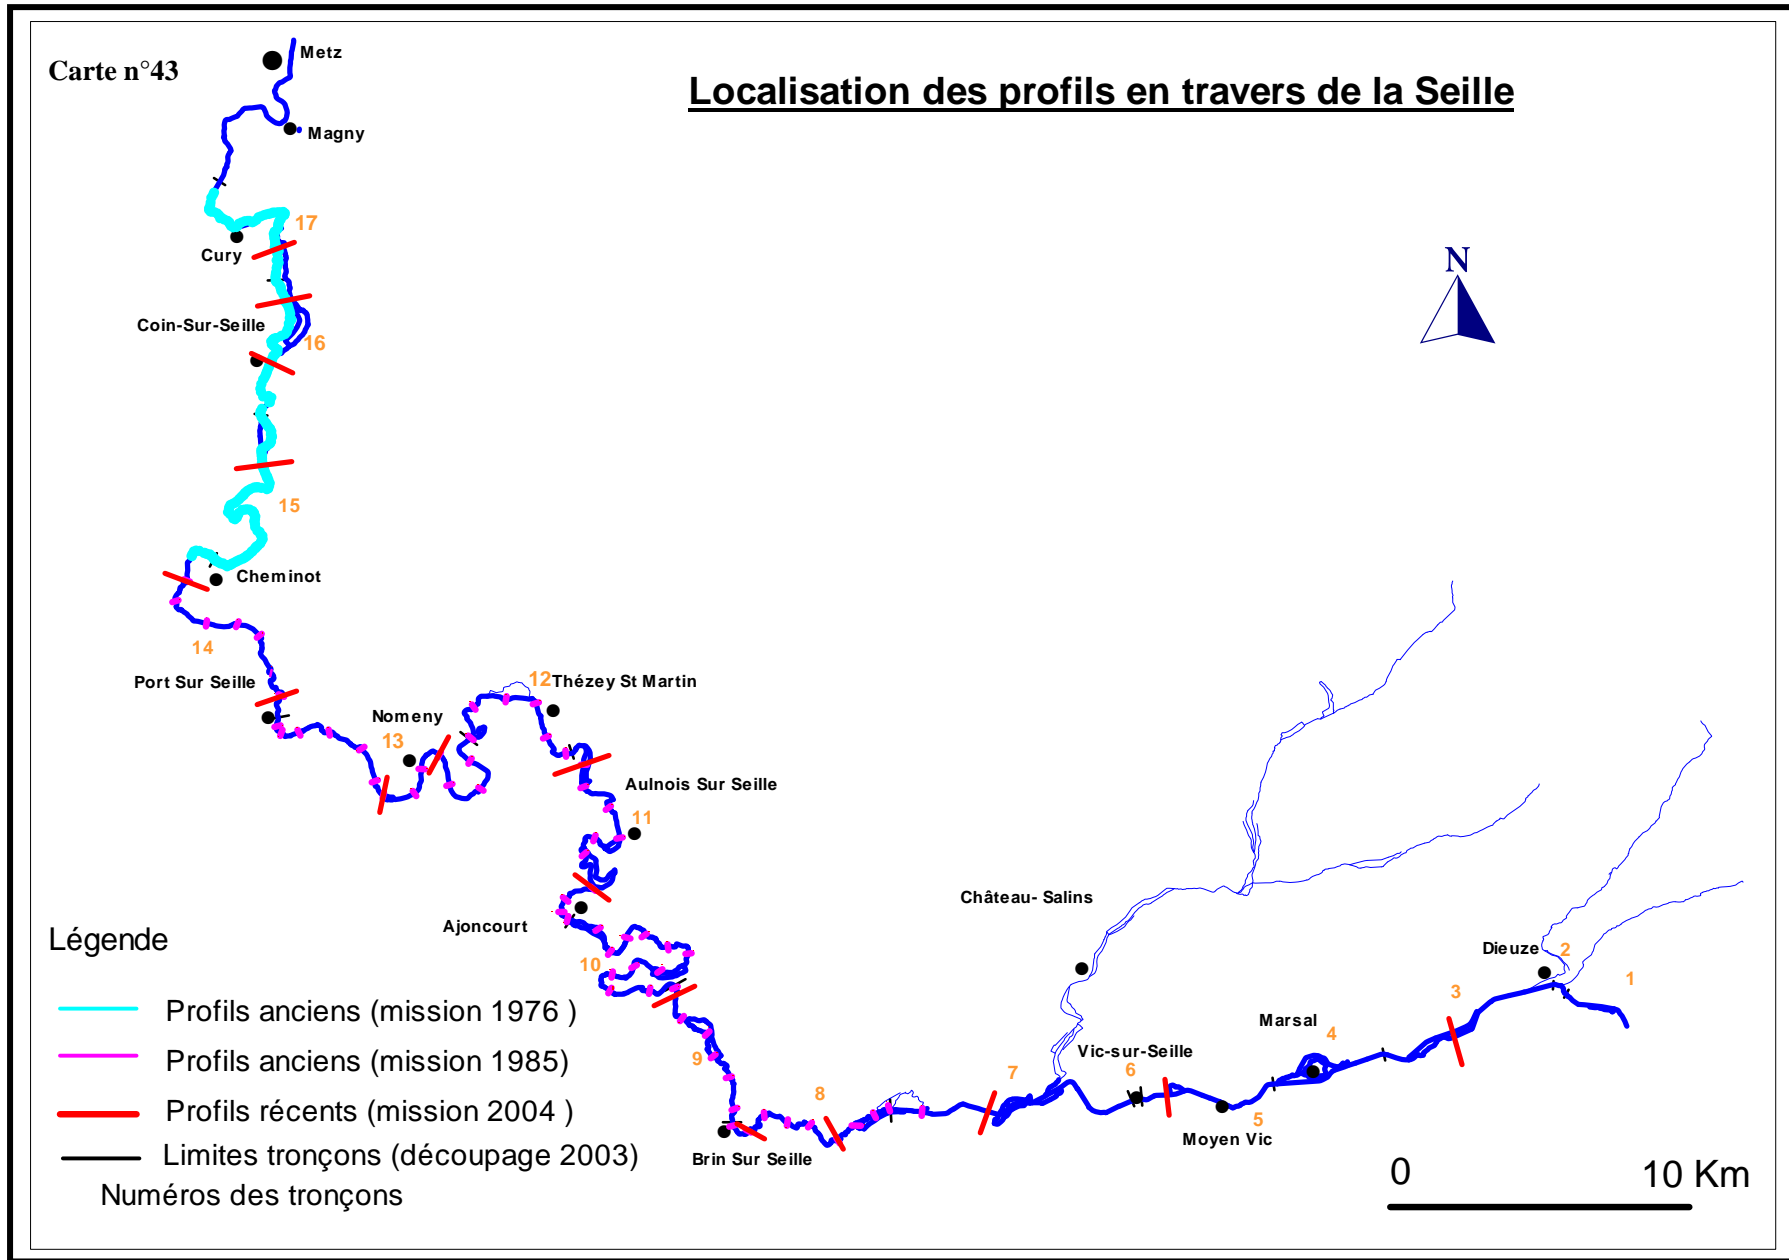 Carte n°43
Localisation des profils en travers de la Seille
Metz
Magny
17
Cury
N
Coin-Sur-Seille
16
15
Cheminot
14
Port Sur Seille
12
Thézey St Martin
Nomeny
13
Aulnois Sur Seille
11
Château- Salins
Ajoncourt
10
Dieuze
2
1
3
Marsal
4
Vic-sur-Seille
6
7
9
8
5
Moyen Vic
Brin Sur Seille
Légende
Profils anciens (mission 1976 )
Profils anciens (mission 1985)
Profils récents (mission 2004 )
Limites tronçons (découpage 2003)
Numéros des tronçons
0
10 Km